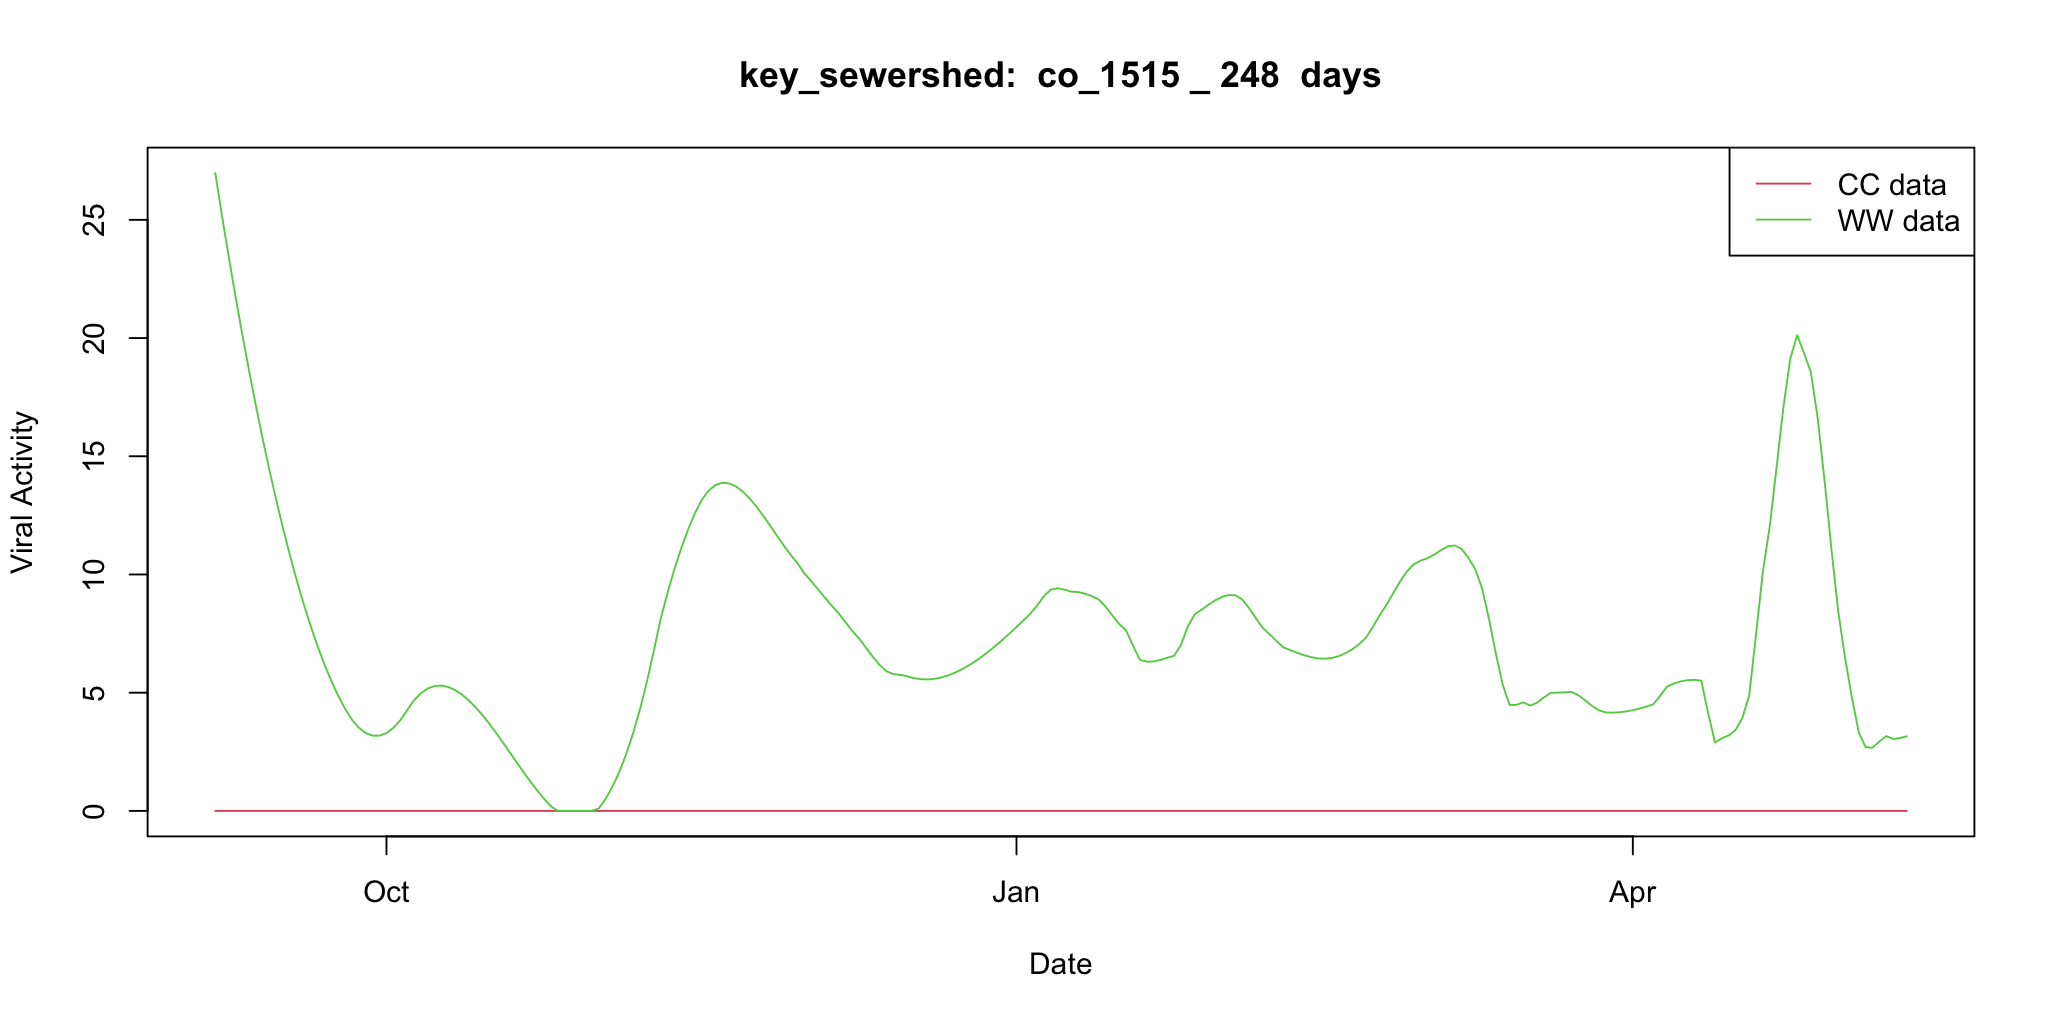 key_sewershed:  co_1515 _ 248  days
CC data
WW data
Viral Activity
25
20
15
10
5
0
Oct
Jan
Apr
Date